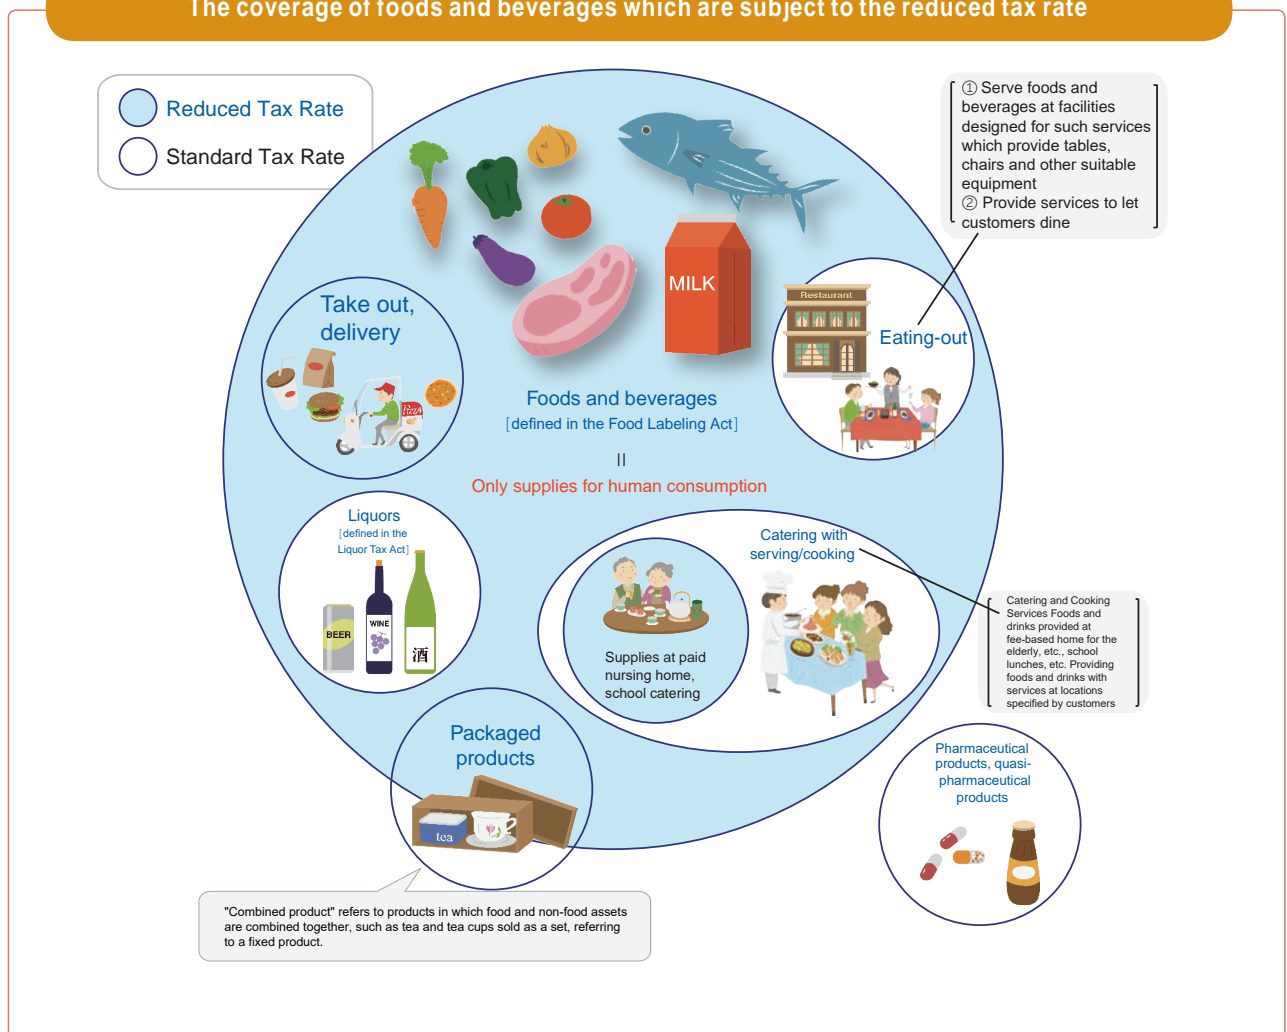 The coverage of foods and beverages which are subject to the reduced tax rate
Reduced Tax Rate
Standard Tax Rate
① Serve foods and
beverages at facilities
designed for such services
which provide tables,
chairs and other suitable
equipment
② Provide services to let
customers dine
MILK
Restaurant
Eating-out
Take out,
delivery
Pizza
Foods and beverages
[defined in the Food Labeling Act]
=
Only supplies for human consumption
Liquors
[defined in the
Liquor Tax Act]
BEER
WINE
酒
Catering with
serving/cooking
Supplies at paid
nursing home,
school catering
Catering and Cooking
Services Foods and
drinks provided at
fee-based home for the
elderly, etc., school
lunches, etc. Providing
foods and drinks with
services at locations
specified by customers
Packaged
products
tea
Pharmaceutical
products, quasi-
pharmaceutical
products
"Combined product" refers to products in which food and non-food assets
are combined together, such as tea and tea cups sold as a set, referring
to a fixed product.